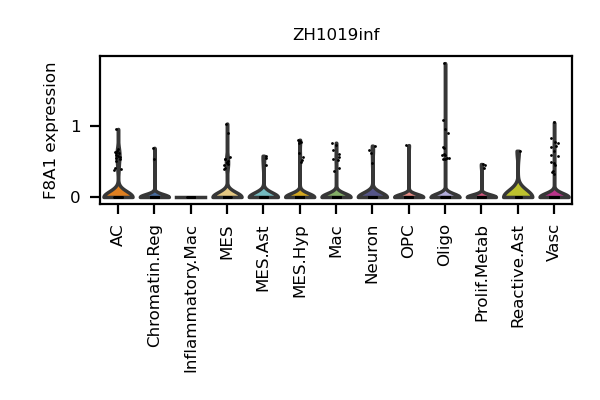 ZH1019inf
F8A1 expression
1
0
AC
Chromatin.Reg
Inflammatory.Mac
MES
MES.Ast
MES.Hyp
Mac
Neuron
OPC
Oligo
Prolif.Metab
Reactive.Ast
Vasc